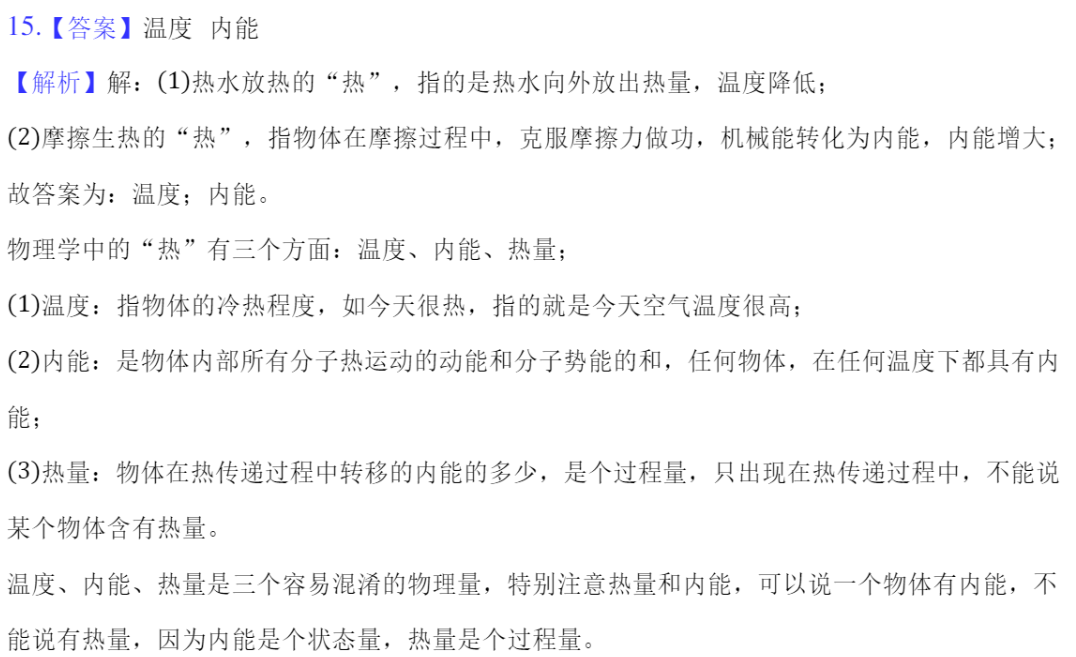 15.【答案】温度  内能
【解析】解：(1)热水放热的“热”，指的是热水向外放出热量，温度降低；
(2)摩擦生热的“热”，指物体在摩擦过程中，克服摩擦力做功，机械能转化为内能，内能增大；
故答案为：温度；内能。
物理学中的“热”有三个方面：温度、内能、热量；
(1)温度：指物体的冷热程度，如今天很热，指的就是今天空气温度很高；
(2)内能：是物体内部所有分子热运动的动能和分子势能的和，任何物体，在任何温度下都具有内
能；
(3)热量：物体在热传递过程中转移的内能的多少，是个过程量，只出现在热传递过程中，不能说
某个物体含有热量。
温度、内能、热量是三个容易混淆的物理量，特别注意热量和内能，可以说一个物体有内能，不
能说有热量，因为内能是个状态量，热量是个过程量。